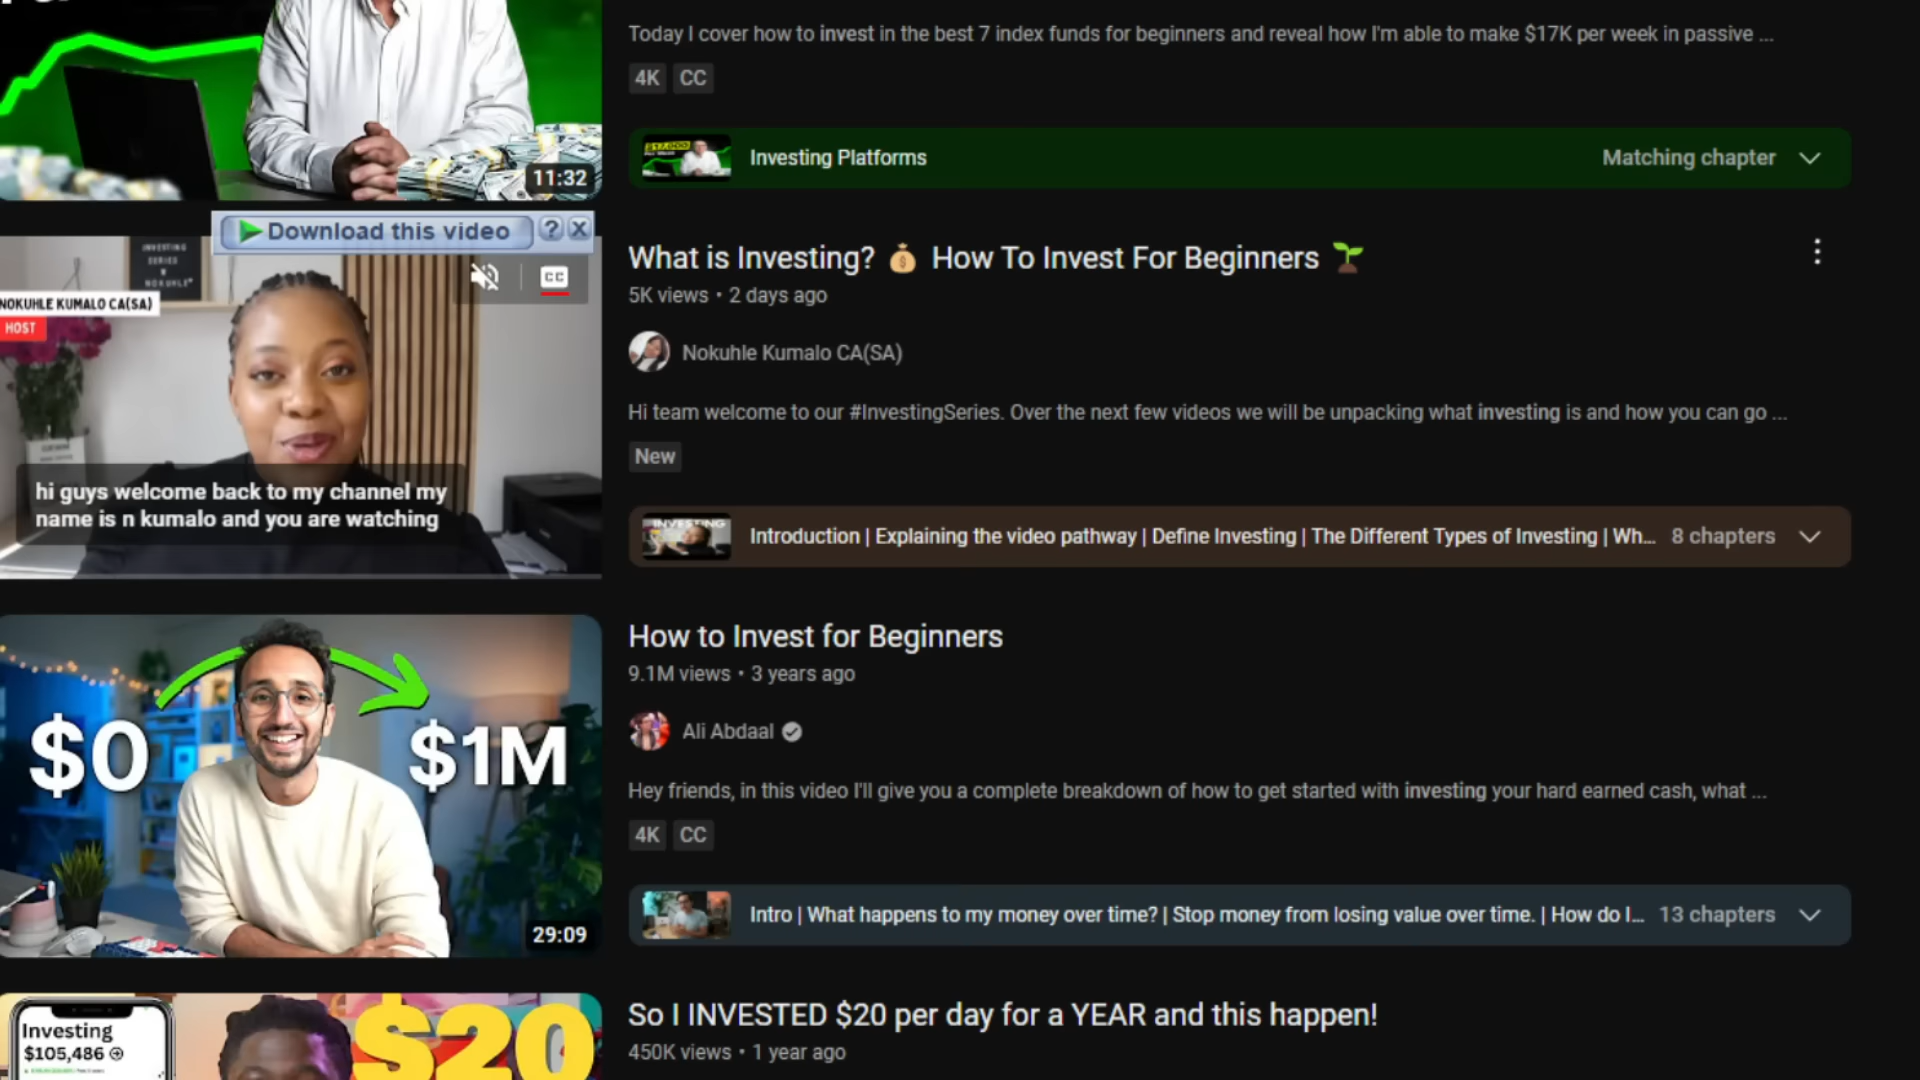 Today I cover how to invest in the best 7 index funds for beginners and reveal how I'm able to make $17K per week in passive ...
4K CC
11:32
Investing Platforms
Matching chapter
Download this video ? X
INVESTING
SERIES
NOKUHLE
CC
NOKUHLE KUMALO CA(SA)
HOST
hi guys welcome back to my channel my
name is n kumalo and you are watching
What is Investing? 💰 How To Invest For Beginners 🌱
5K views • 2 days ago
Nokuhle Kumalo CA(SA)
Hi team welcome to our #InvestingSeries. Over the next few videos we will be unpacking what investing is and how you can go ...
New
INVESTING
Introduction | Explaining the video pathway | Define Investing | The Different Types of Investing | Wh... 8 chapters
$0
$1M
29:09
How to Invest for Beginners
9.1M views • 3 years ago
Ali Abdaal
Hey friends, in this video I'll give you a complete breakdown of how to get started with investing your hard earned cash, what ...
4K CC
Intro | What happens to my money over time? | Stop money from losing value over time. | How do I... 13 chapters
Investing
$105,486
$20
So I INVESTED $20 per day for a YEAR and this happen!
450K views • 1 year ago